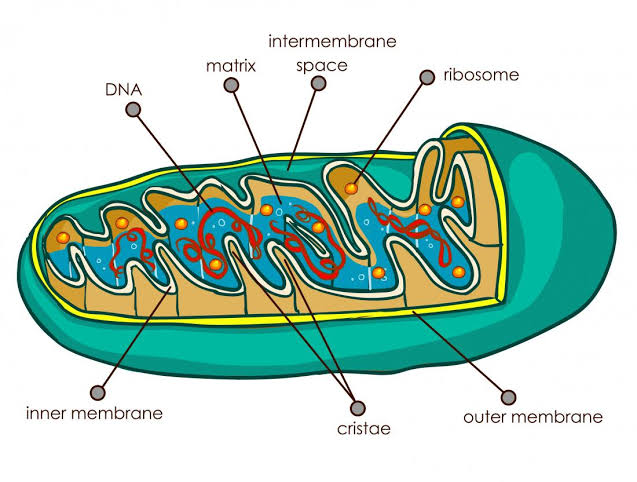 intermembrane
space
matrix
ribosome
DNA
inner membrane
cristae
outer membrane